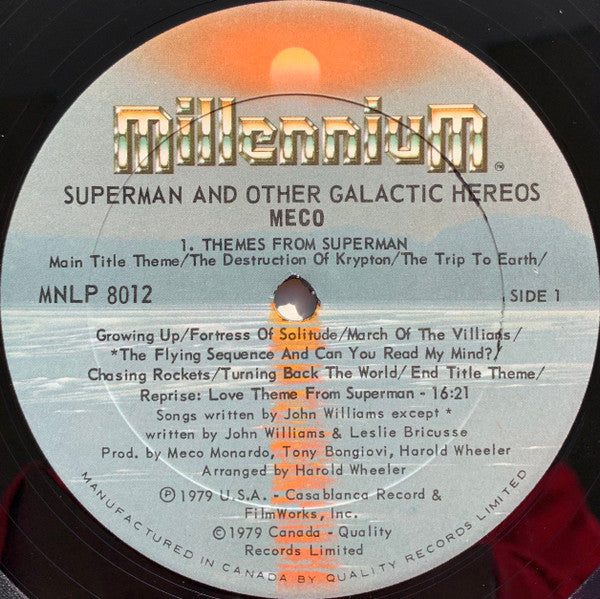 MillenniuM™
SUPERMAN AND OTHER GALACTIC HEREOS
MECO
1. THEMES FROM SUPERMAN
Main Title Theme/The Destruction Of Krypton/The Trip To Earth/
MNLP 8012
SIDE 1
Growing Up/Fortress Of Solitude/March Of The Villians/
*The Flying Sequence And Can You Read My Mind?/
Chasing Rockets/Turning Back The World/End Title Theme/
Reprise: Love Theme From Superman - 16:21
Songs written by John Williams except *
written by John Williams & Leslie Bricusse
Prod. by Meco Monardo, Tony Bongiovi, Harold Wheeler
Arranged by Harold Wheeler
Ⓟ1979 U.S.A. - Casablanca Record &
FilmWorks, Inc.
©1979 Canada - Quality
Records Limited
MANUFACTURED IN CANADA BY QUALITY RECORDS LIMITED